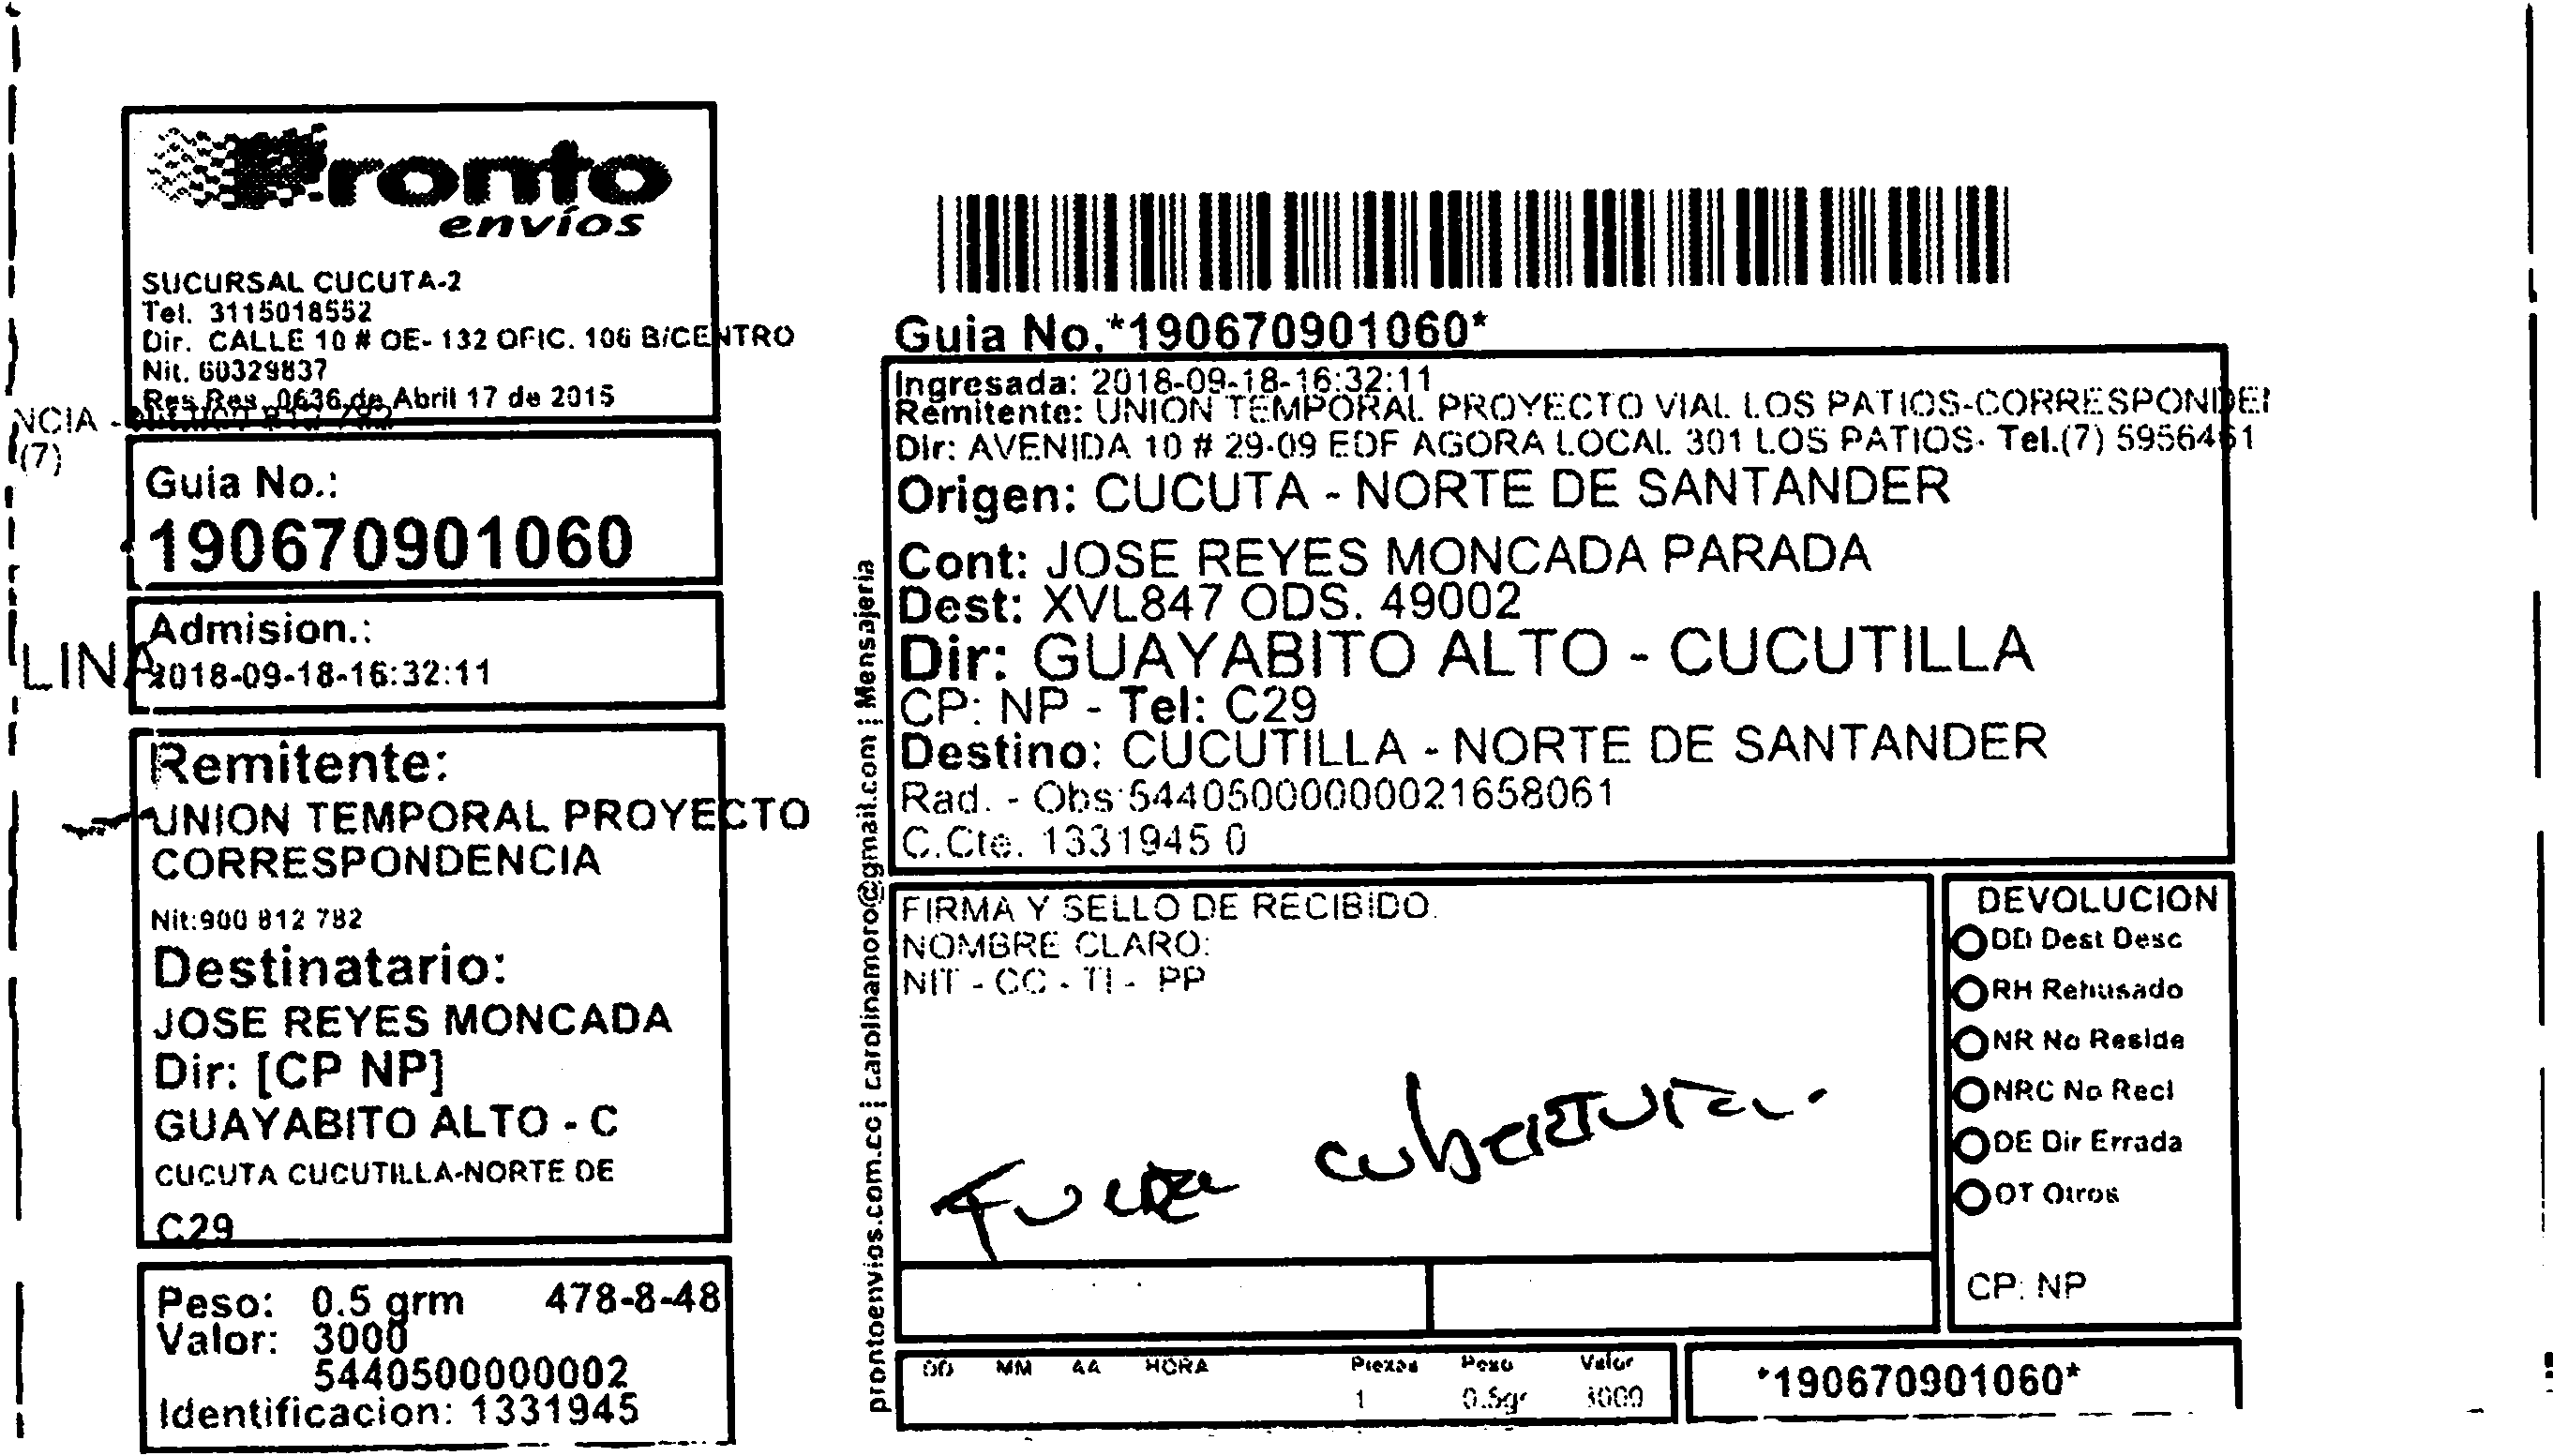 Pronto
envíos
SUCURSAL CUCUTA-2
Tel. 3115018552
Dir. CALLE 10 # OE- 132 OFIC. 106 B/CENTRO
Nit. 60329837
Res Res. 0636 de Abril 17 de 2015
NCIA -
(7)
Guia No.:
190670901060
Admision.:
LINA
2018-09-18-16:32:11
Remitente:
UNION TEMPORAL PROYECTO
CORRESPONDENCIA
Nit:900 812 782
Destinatario:
JOSE REYES MONCADA
Dir: [CP NP]
GUAYABITO ALTO - C
CUCUTA CUCUTILLA-NORTE DE
C29
Peso: 0.5 grm 478-8-48
Valor: 3000
5440500000002
Identificacion: 1331945
prontoenvios.com.co | carolinamoro@gmail.com | Mensajeria
Guia No.*190670901060*
Ingresada: 2018-09-18-16:32:11
Remitente: UNION TEMPORAL PROYECTO VIAL LOS PATIOS-CORRESPONDE
Dir: AVENIDA 10 # 29-09 EDF AGORA LOCAL 301 LOS PATIOS- Tel.(7) 5956461
Origen: CUCUTA - NORTE DE SANTANDER
Cont: JOSE REYES MONCADA PARADA
Dest: XVL847 ODS. 49002
Dir: GUAYABITO ALTO - CUCUTILLA
CP: NP - Tel: C29
Destino: CUCUTILLA - NORTE DE SANTANDER
Rad. - Obs:54405000000021658061
C.Cte. 1331945 0
FIRMA Y SELLO DE RECIBIDO.
NOMBRE CLARO:
NIT - CC - TI - PP
Fuera cubertura.
DEVOLUCION
DD Dest Desc
RH Rehusado
NR No Reside
NRC No Recl
DE Dir Errada
OT Otros
CP: NP
DD MM AA HORA Piezas Peso Valor
1 0.5gr 3000
*190670901060*